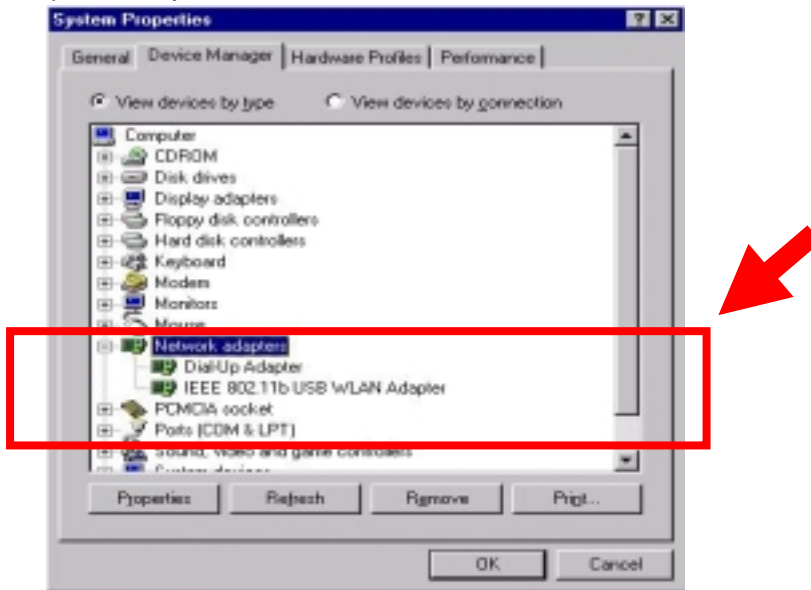 System Properties
General Device Manager Hardware Profiles Performance
View devices by type View devices by connection
Computer
CDROM
Disk drives
Display adapters
Floppy disk controllers
Hard disk controllers
Keyboard
Modem
Monitors
Mouse
Network adapters
Dial-Up Adapter
IEEE 802.11b USB WLAN Adapter
PCMCIA socket
Ports (COM & LPT)
Sound, video and game controllers
System devices
Properties Refresh Remove Print...
OK Cancel